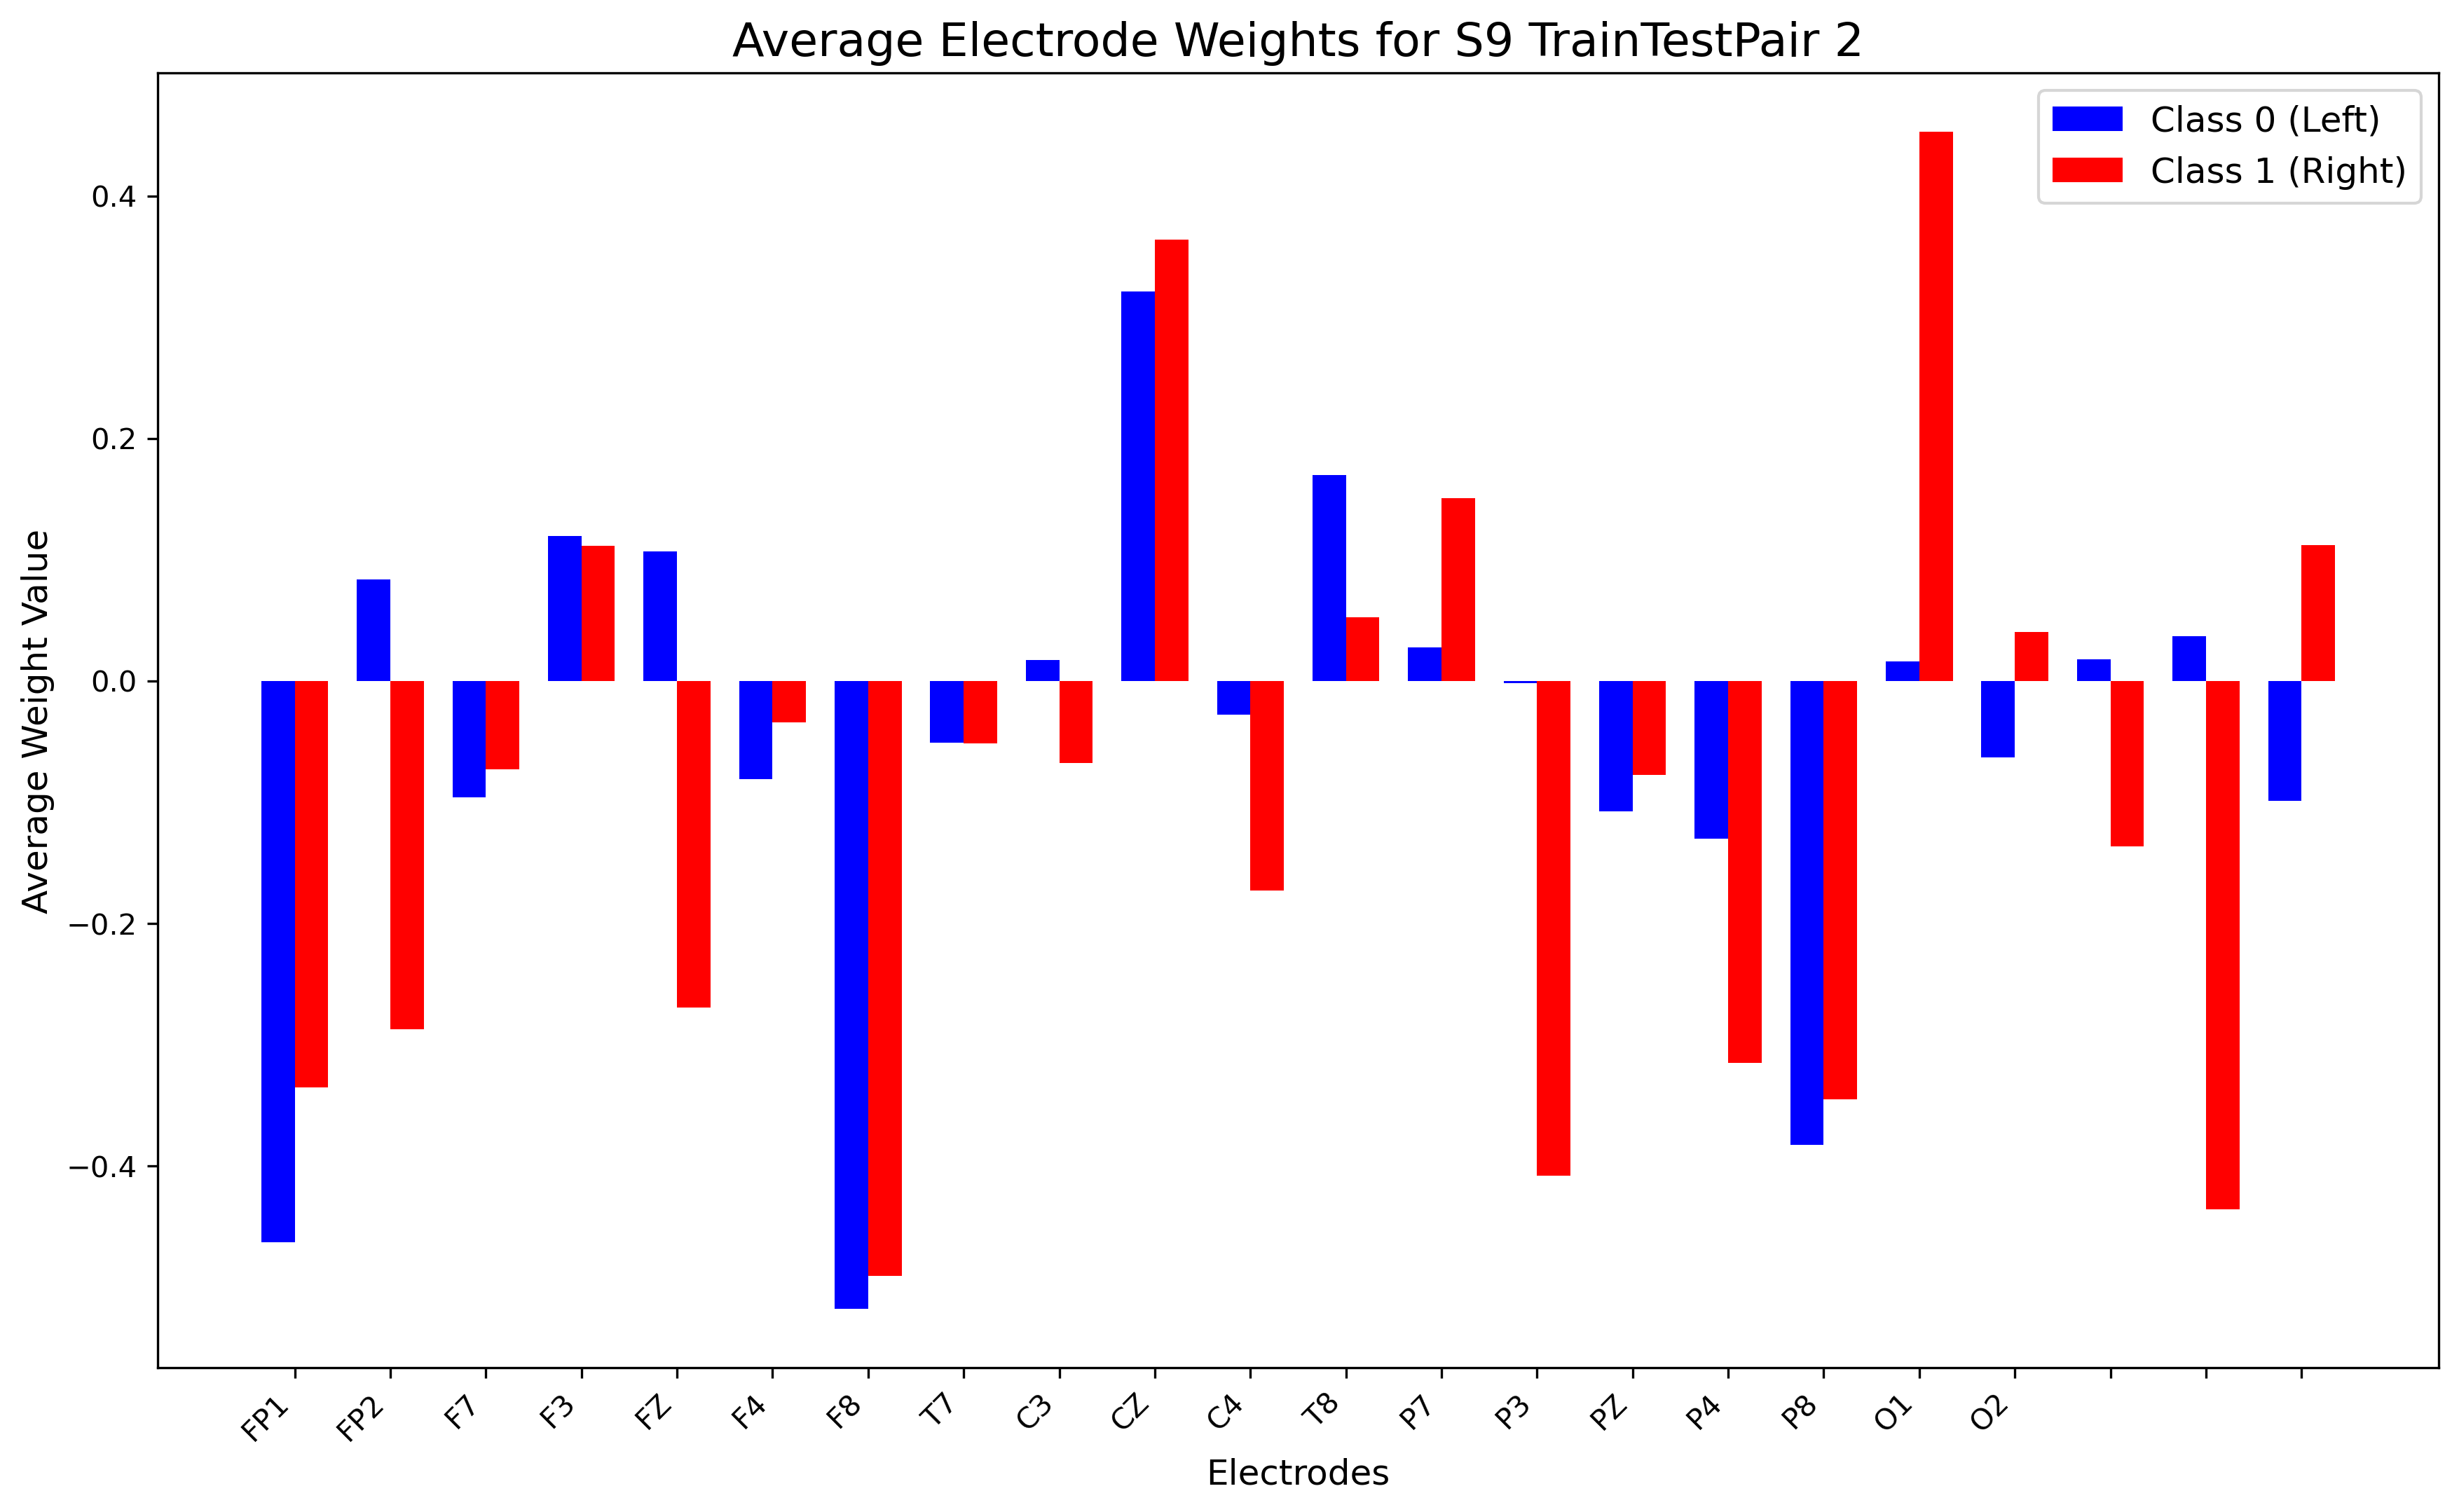 Average Electrode Weights for S9 TrainTestPair 2
Class 0 (Left)
Class 1 (Right)
Average Weight Value
0.4
0.2
0.0
−0.2
−0.4
FP1 FP2 F7 F3 FZ F4 F8 T7 C3 CZ C4 T8 P7 P3 PZ P4 P8 O1 O2
Electrodes